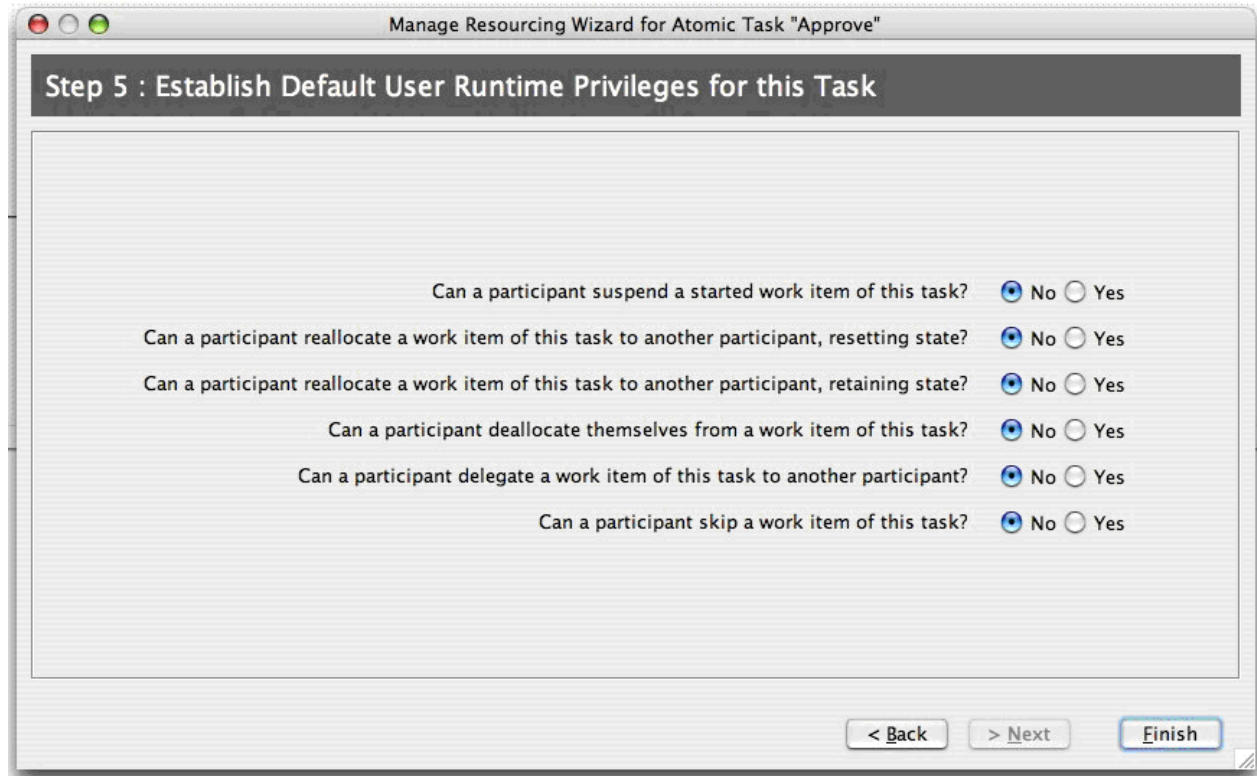 Manage Resourcing Wizard for Atomic Task "Approve"
Step 5 : Establish Default User Runtime Privileges for this Task
Can a participant suspend a started work item of this task? No Yes
Can a participant reallocate a work item of this task to another participant, resetting state? No Yes
Can a participant reallocate a work item of this task to another participant, retaining state? No Yes
Can a participant deallocate themselves from a work item of this task? No Yes
Can a participant delegate a work item of this task to another participant? No Yes
Can a participant skip a work item of this task? No Yes
< Back > Next Finish